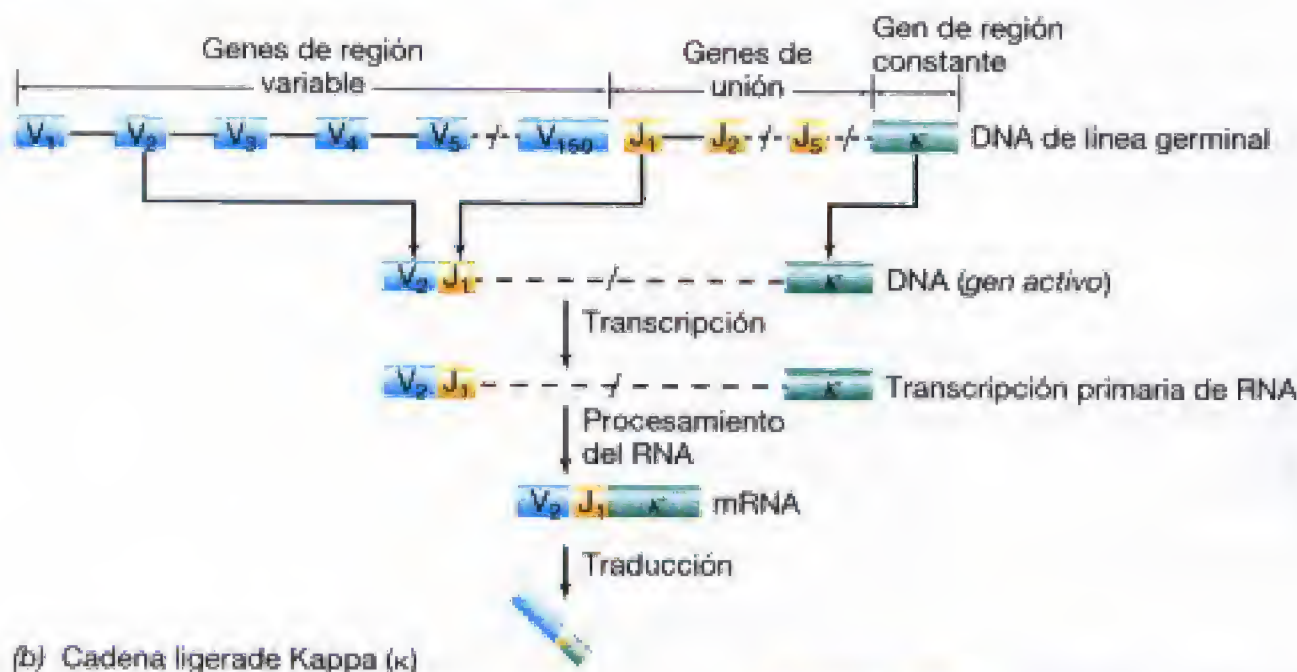 Genes de región
variable
Genes de
unión
Gen de región
constante
V₁ V₂ V₃ V₄ V₅ V₁₅₀ J₁ J₂ J₅ κ DNA de línea germinal
V₂ J₁ κ DNA (gen activo)
Transcripción
V₂ J₁ κ Transcripción primaria de RNA
Procesamiento
del RNA
V₂ J₁ κ mRNA
Traducción
(b) Cadena ligerade Kappa (κ)